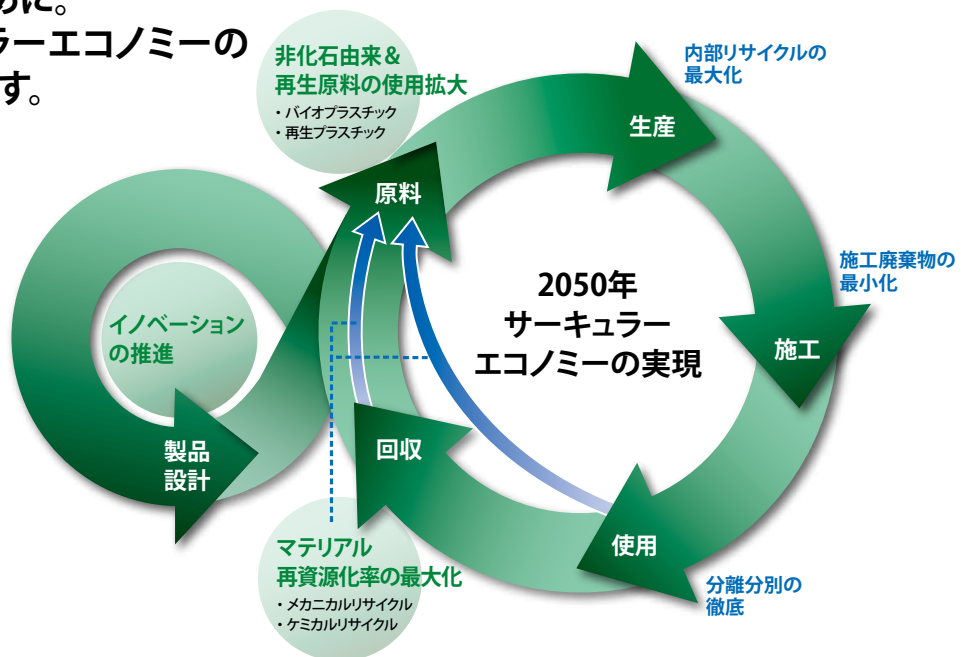 めに。
ラーエコノミーの
す。
非化石由来&
再生原料の使用拡大
・バイオプラスチック
・再生プラスチック
内部リサイクルの
最大化
生産
原料
施工廃棄物の
最小化
2050年
サーキュラー
エコノミーの実現
イノベーション
の推進
施工
製品
設計
回収
使用
マテリアル
再資源化率の最大化
・メカニカルリサイクル
・ケミカルリサイクル
分離分別の
徹底